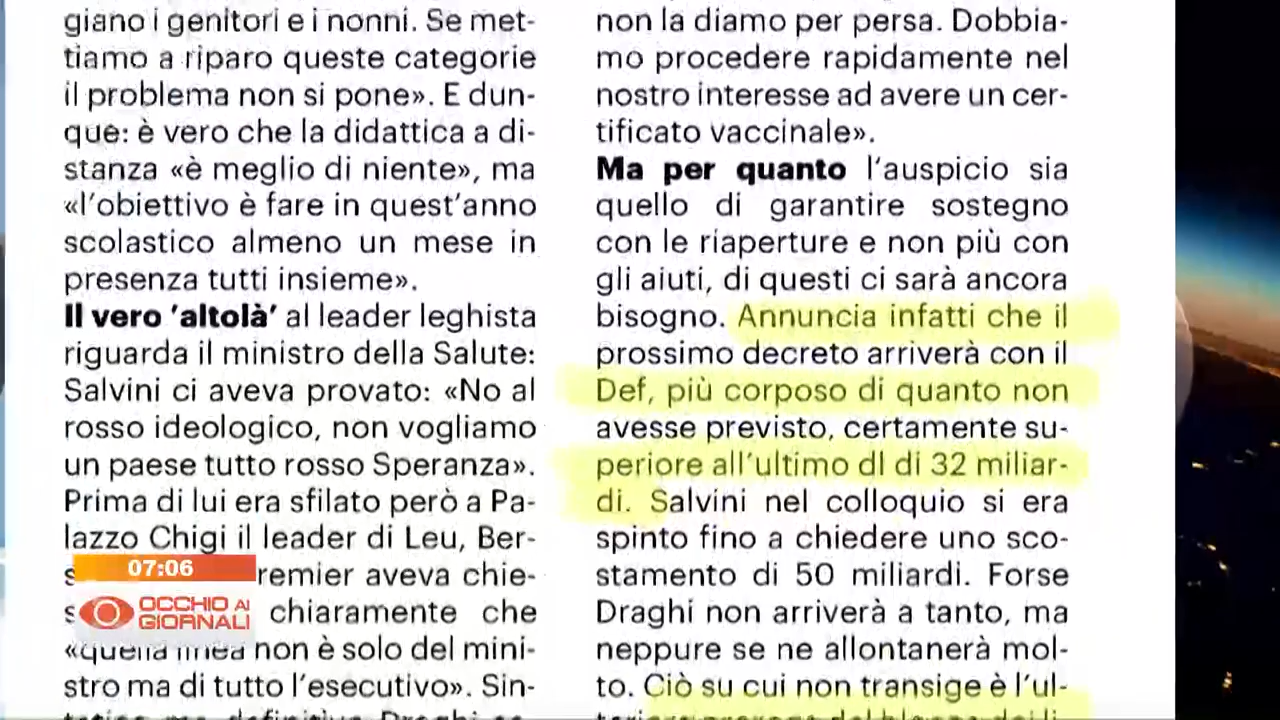 giano i genitori e i nonni. Se met-
tiamo a riparo queste categorie
il problema non si pone». E dun-
que: è vero che la didattica a di-
stanza «è meglio di niente», ma
«l'obiettivo è fare in quest'anno
scolastico almeno un mese in
presenza tutti insieme».
Il vero 'altolà' al leader leghista
riguarda il ministro della Salute:
Salvini ci aveva provato: «No al
rosso ideologico, non vogliamo
un paese tutto rosso Speranza».
Prima di lui era sfilato però a Pa-
lazzo Chigi il leader di Leu, Ber-
remier aveva chie-
chiaramente che
«quella linea non è solo del mini-
stro ma di tutto l'esecutivo». Sin-
non la diamo per persa. Dobbia-
mo procedere rapidamente nel
nostro interesse ad avere un cer-
tificato vaccinale».
Ma per quanto l'auspicio sia
quello di garantire sostegno
con le riaperture e non più con
gli aiuti, di questi ci sarà ancora
bisogno. Annuncia infatti che il
prossimo decreto arriverà con il
Def, più corposo di quanto non
avesse previsto, certamente su-
periore all'ultimo dl di 32 miliar-
di. Salvini nel colloquio si era
spinto fino a chiedere uno sco-
stamento di 50 miliardi. Forse
Draghi non arriverà a tanto, ma
neppure se ne allontanerà mol-
to. Ciò su cui non transige è l'ul-
07:06
OCCHIO AI
GIORNALI